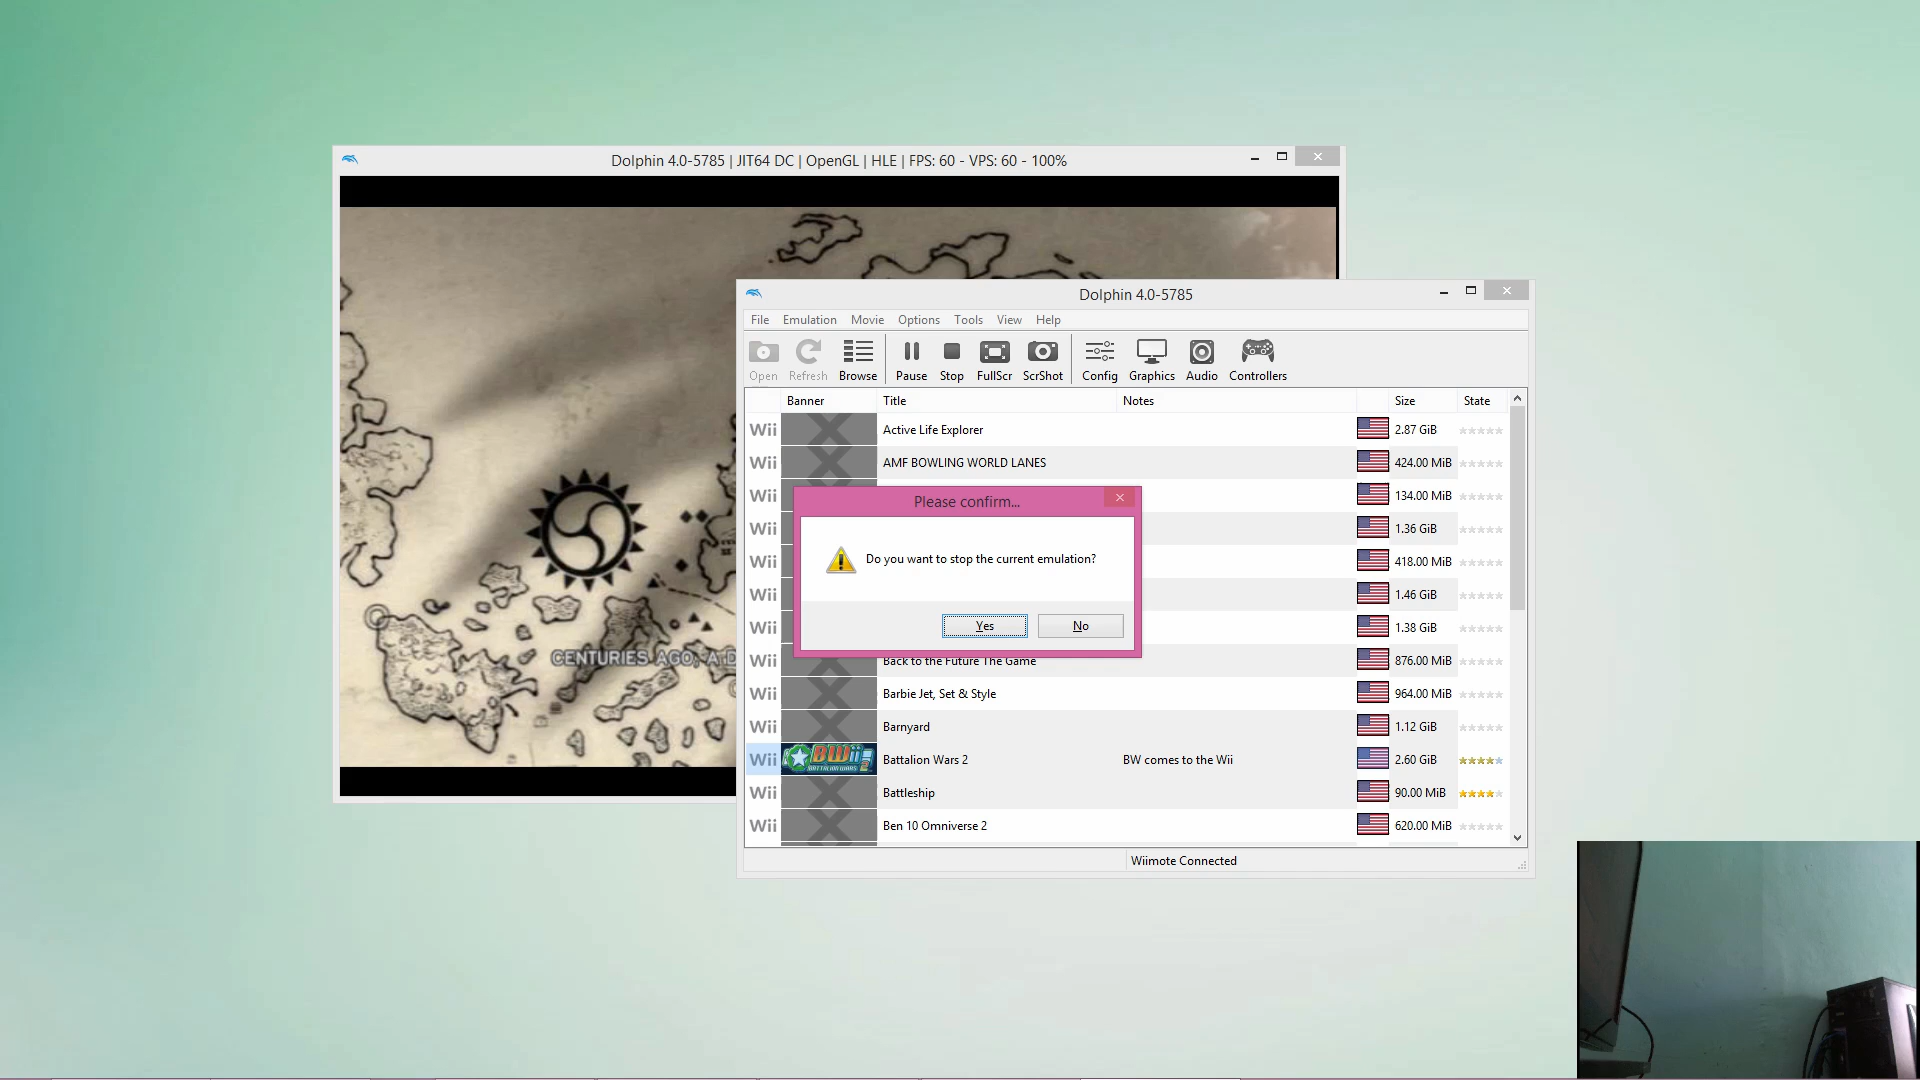 Dolphin 4.0-5785 | JIT64 DC | OpenGL | HLE | FPS: 60 - VPS: 60 - 100%
CENTURIES AGO, A D
Dolphin 4.0-5785
File Emulation Movie Options Tools View Help
Open Refresh Browse Pause Stop FullScr ScrShot Config Graphics Audio Controllers
Banner Title Notes Size State
Wii Active Life Explorer 2.87 GiB
Wii AMF BOWLING WORLD LANES 424.00 MiB
Wii 134.00 MiB
Wii 1.36 GiB
Wii 418.00 MiB
Wii 1.46 GiB
Wii 1.38 GiB
Wii Back to the Future The Game 876.00 MiB
Wii Barbie Jet, Set & Style 964.00 MiB
Wii Barnyard 1.12 GiB
Wii BWii BATTALION WARS 2 Battalion Wars 2 BW comes to the Wii 2.60 GiB
Wii Battleship 90.00 MiB
Wii Ben 10 Omniverse 2 620.00 MiB
Wiimote Connected
Please confirm...
Do you want to stop the current emulation?
Yes No